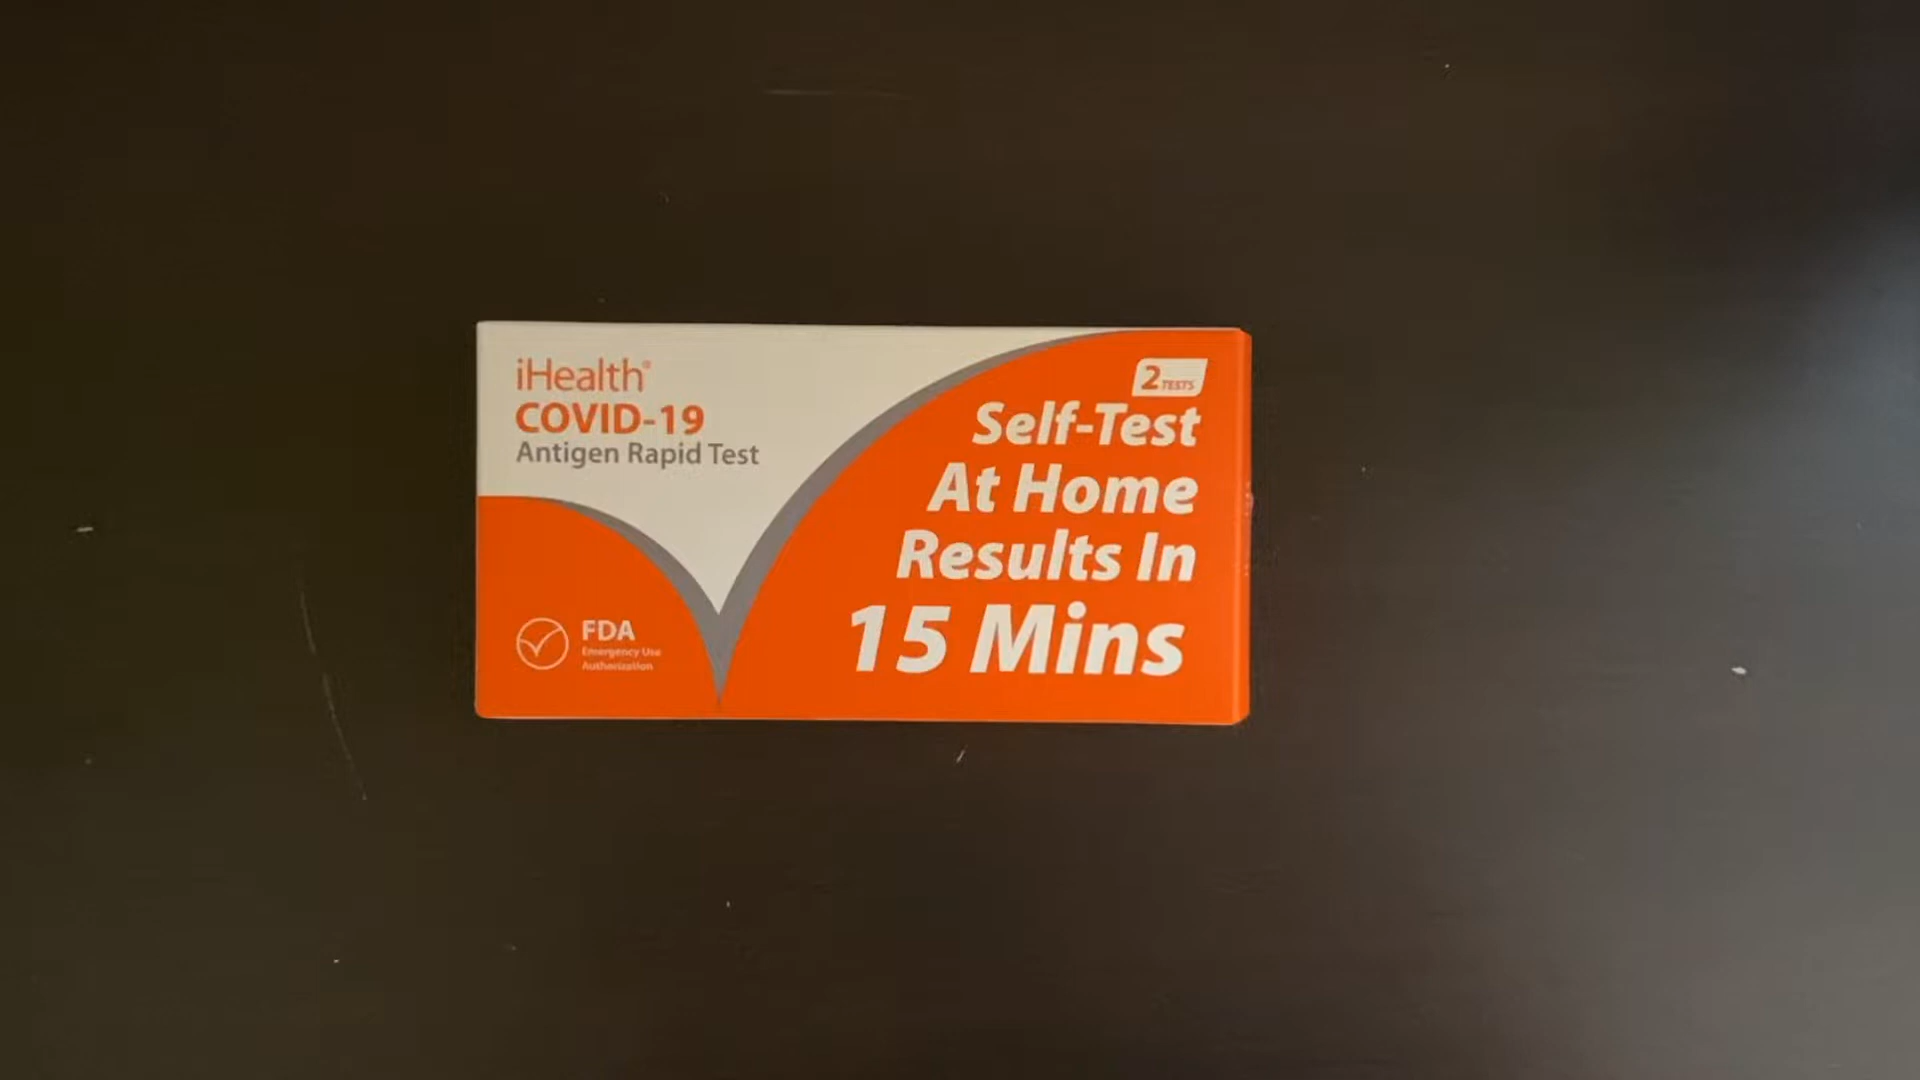 iHealth®
COVID-19
Antigen Rapid Test
2 TESTS
Self-Test
At Home
Results In
15 Mins
FDA
Emergency Use
Authorization